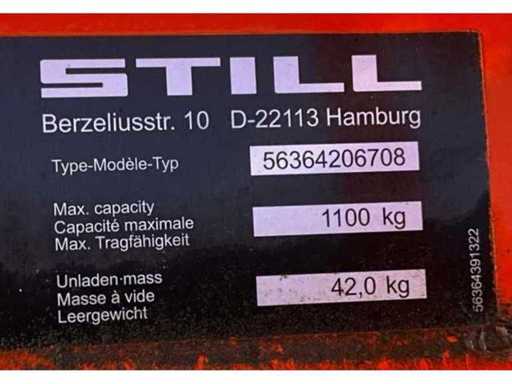 STILL
Berzeliusstr. 10 D-22113 Hamburg
Type-Modèle-Typ 56364206708
Max. capacity
Capacité maximale 1100 kg
Max. Tragfähigkeit
Unladen-mass
Masse à vide 42,0 kg
Leergewicht
56364391322